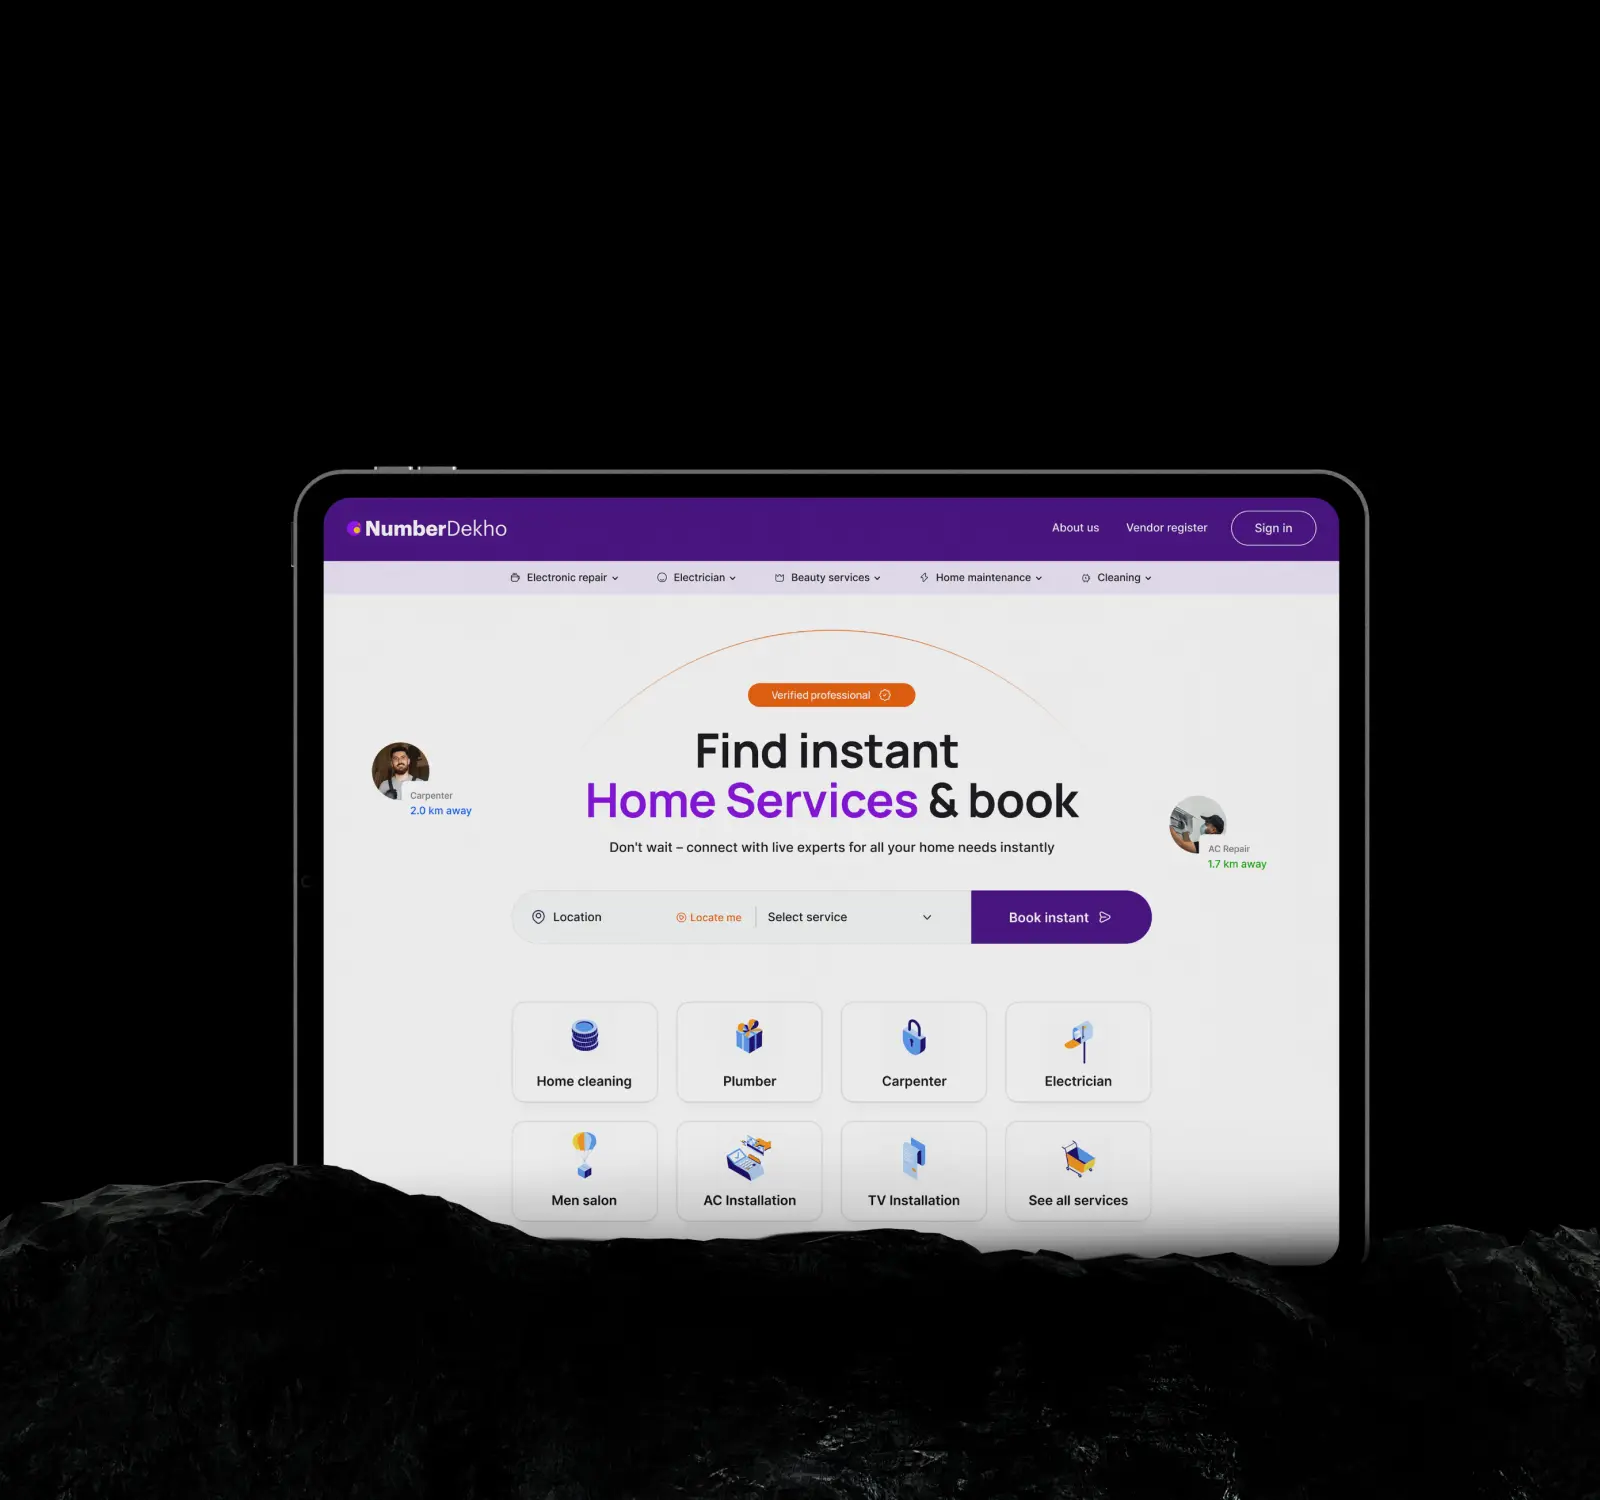 NumberDekho
About us
Vendor register
Sign in
Electronic repair
Electrician
Beauty services
Home maintenance
Cleaning
Verified professional
Find instant
Home Services & book
Don't wait – connect with live experts for all your home needs instantly
Carpenter
2.0 km away
AC Repair
1.7 km away
Location
Locate me
Select service
Book instant
Home cleaning
Plumber
Carpenter
Electrician
Men salon
AC Installation
TV Installation
See all services